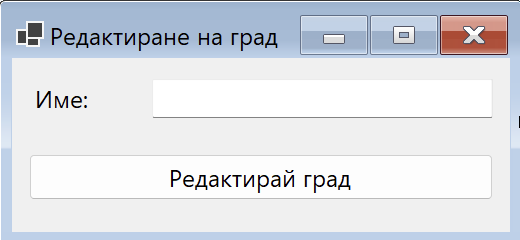 Редактиране на град
Име:
Редактирай град